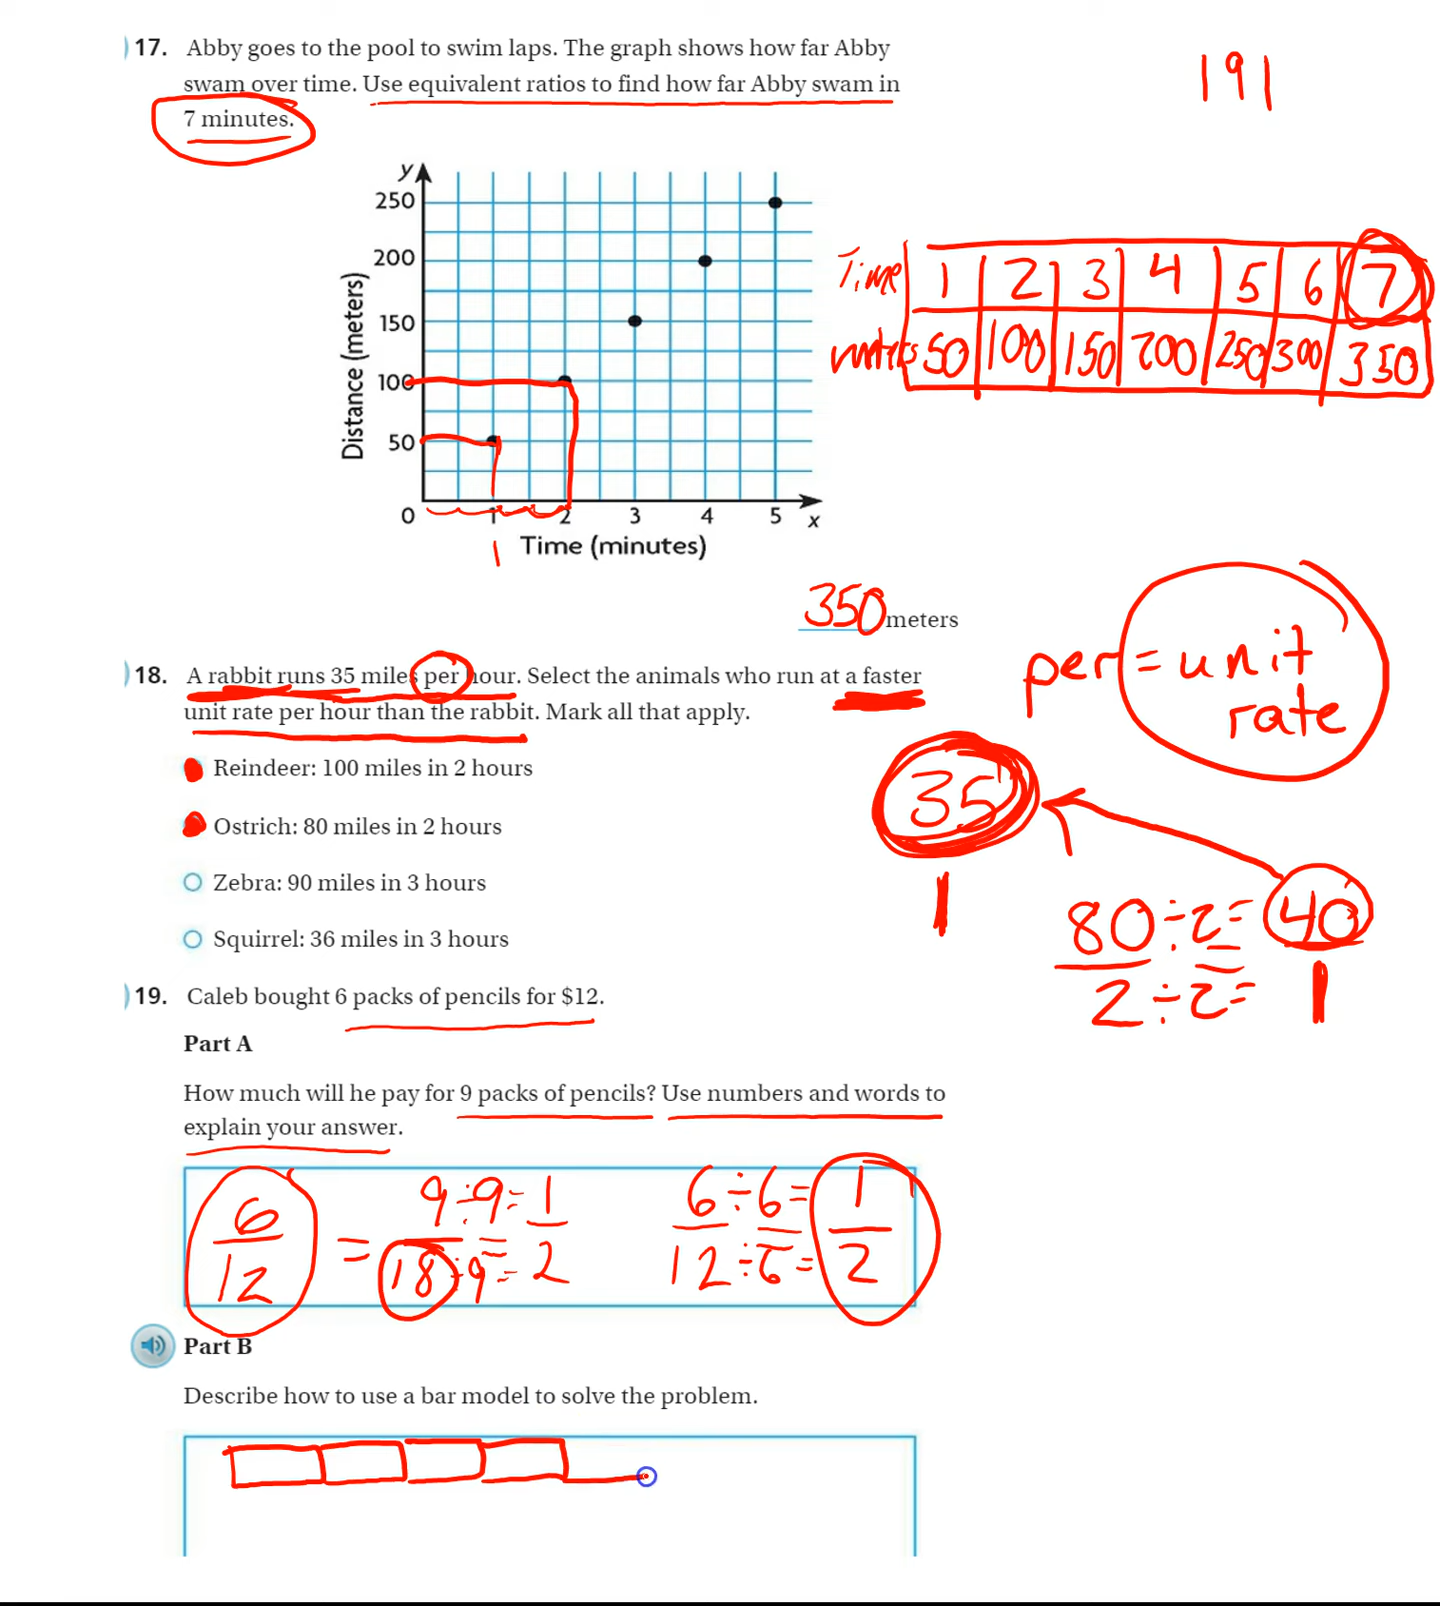 17. Abby goes to the pool to swim laps. The graph shows how far Abby
swam over time. Use equivalent ratios to find how far Abby swam in
7 minutes.
191
y
250
200
150
100
50
0
1 2 3 4 5 x
1
Distance (meters)
Time (minutes)
Time 1 2 3 4 5 6 7
meters 50 100 150 200 250 300 350
350 meters
18. A rabbit runs 35 miles per hour. Select the animals who run at a faster
unit rate per hour than the rabbit. Mark all that apply.
Reindeer: 100 miles in 2 hours
Ostrich: 80 miles in 2 hours
Zebra: 90 miles in 3 hours
Squirrel: 36 miles in 3 hours
per = unit
rate
35
1
80 ÷ 2 = 40
2 ÷ 2 = 1
19. Caleb bought 6 packs of pencils for $12.
Part A
How much will he pay for 9 packs of pencils? Use numbers and words to
explain your answer.
6 = 9 ÷ 9 = 1
12 18 ÷ 9 = 2
6 ÷ 6 = 1
12 ÷ 6 = 2
Part B
Describe how to use a bar model to solve the problem.